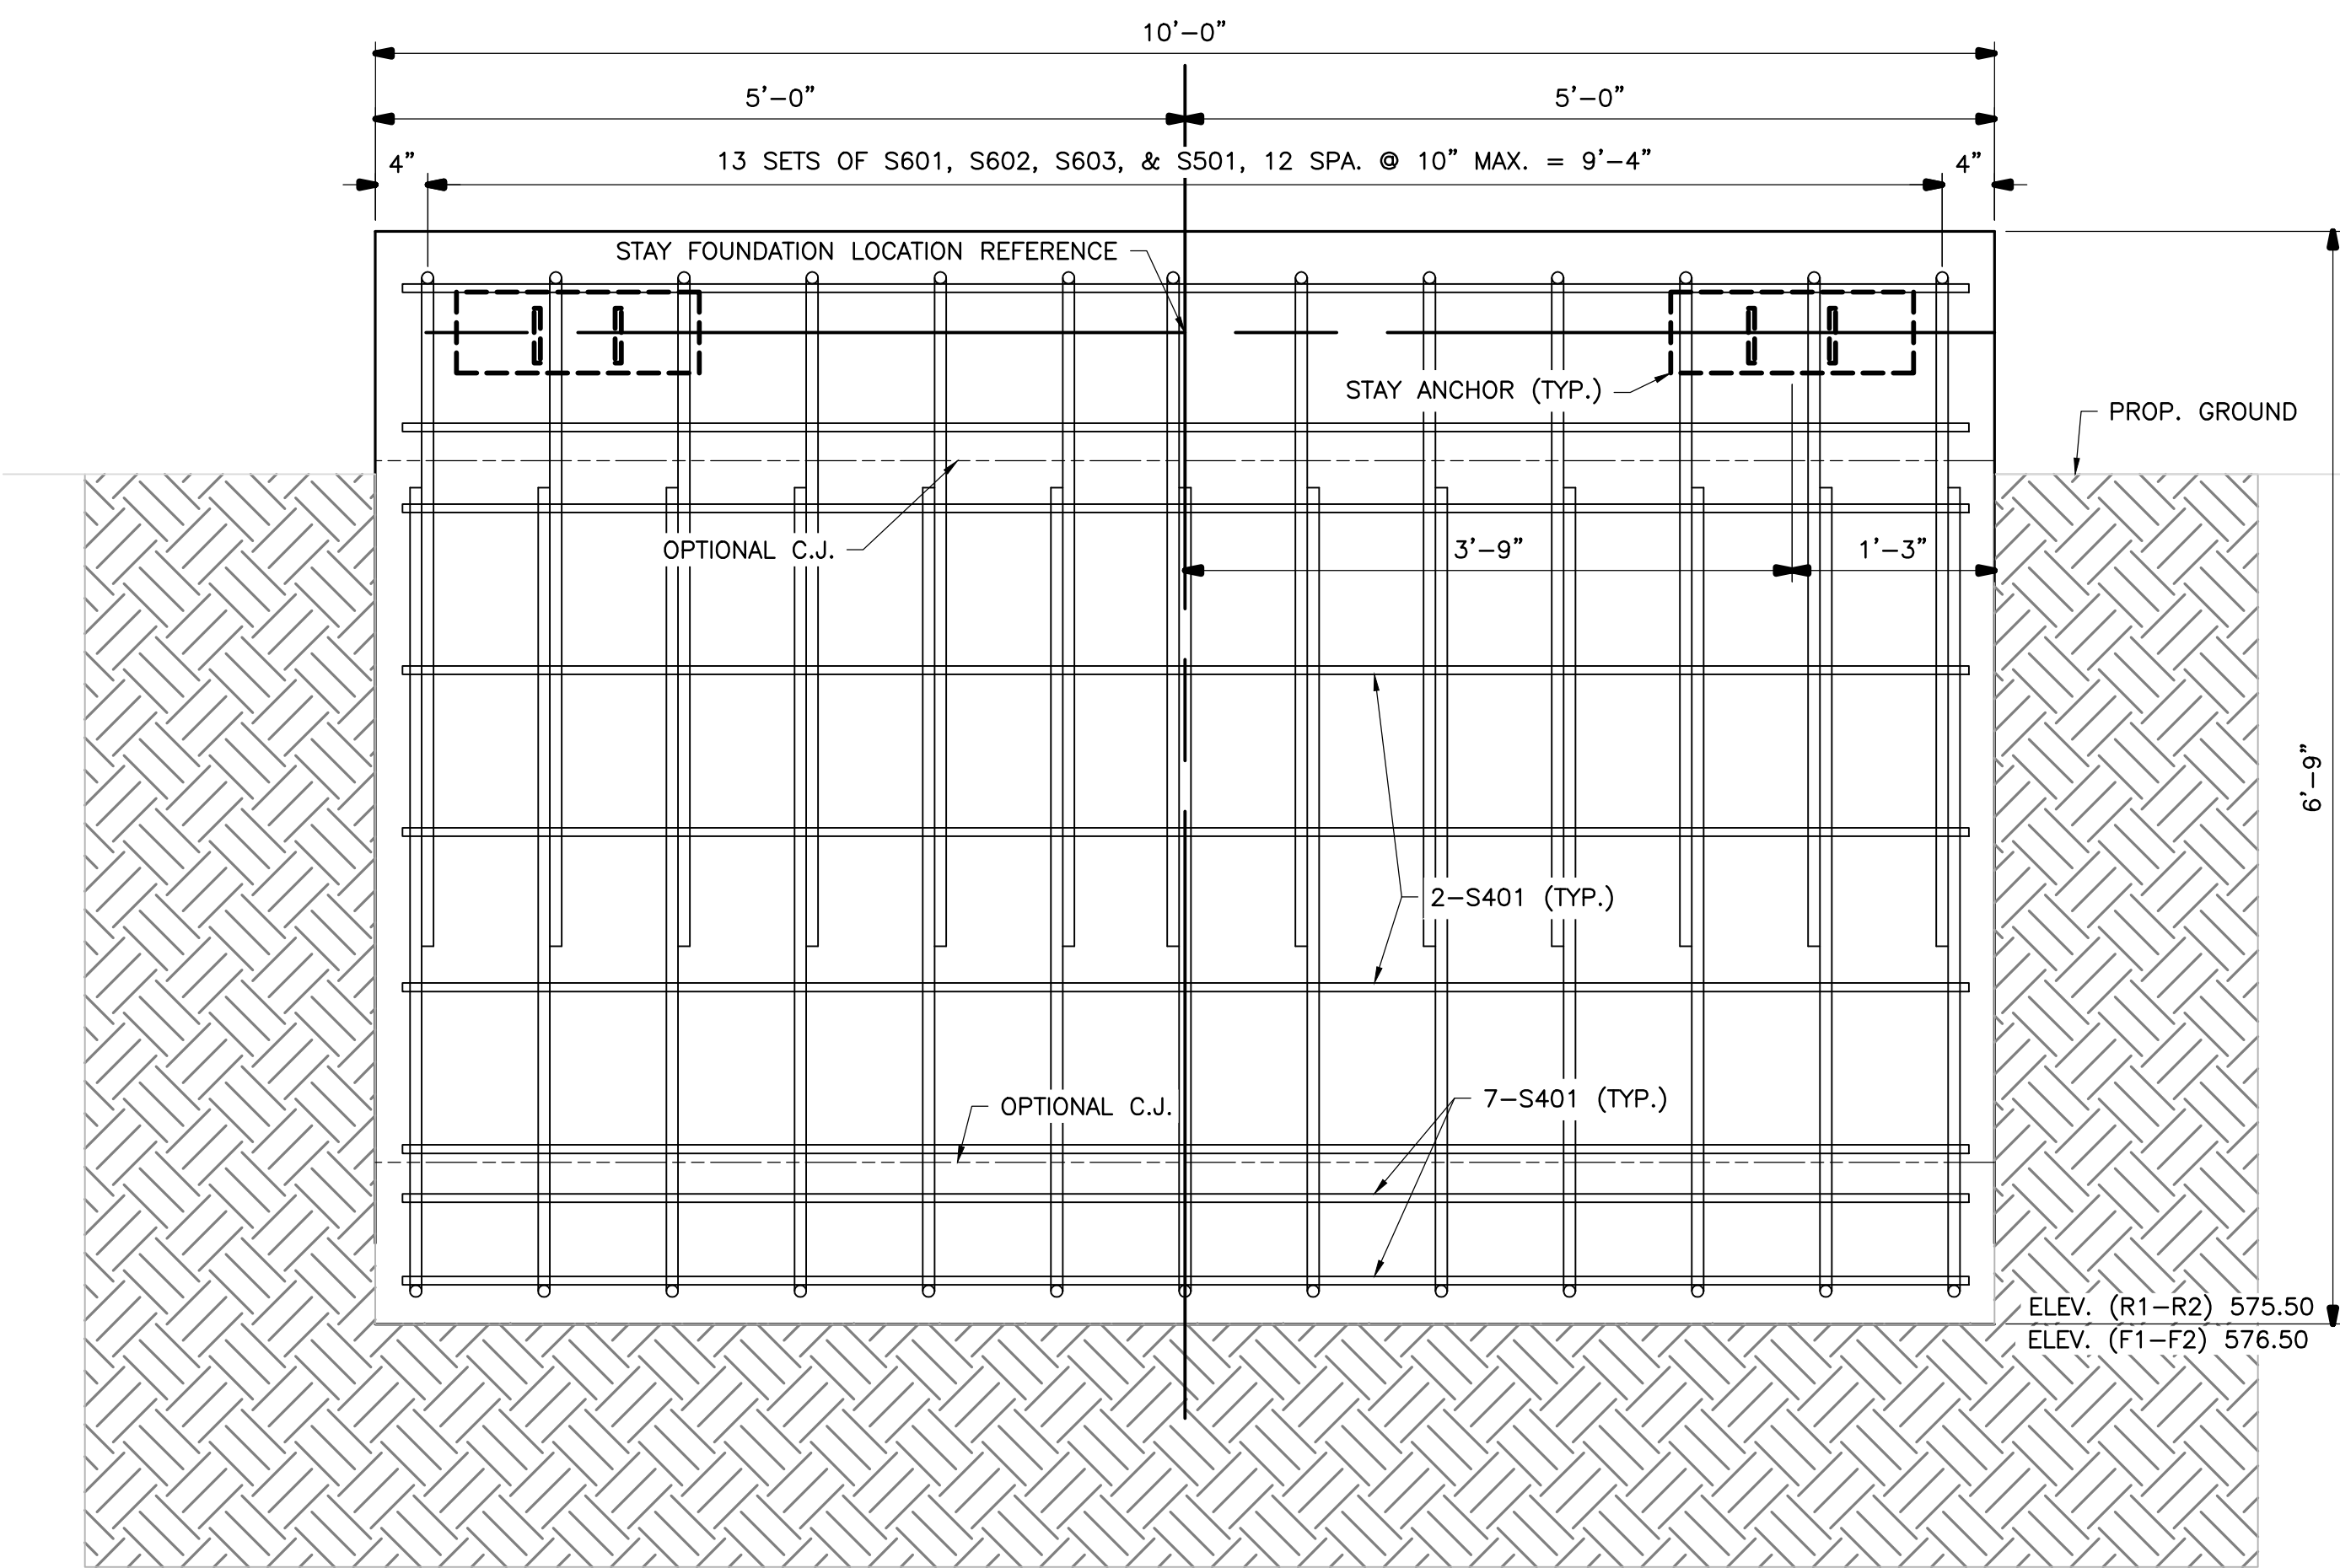 10'-0"
5'-0"
5'-0"
4"
13 SETS OF S601, S602, S603, & S501, 12 SPA. @ 10" MAX. = 9'-4"
4"
STAY FOUNDATION LOCATION REFERENCE
STAY ANCHOR (TYP.)
PROP. GROUND
OPTIONAL C.J.
3'-9"
1'-3"
6'-9"
2-S401 (TYP.)
7-S401 (TYP.)
OPTIONAL C.J.
ELEV. (R1-R2) 575.50
ELEV. (F1-F2) 576.50